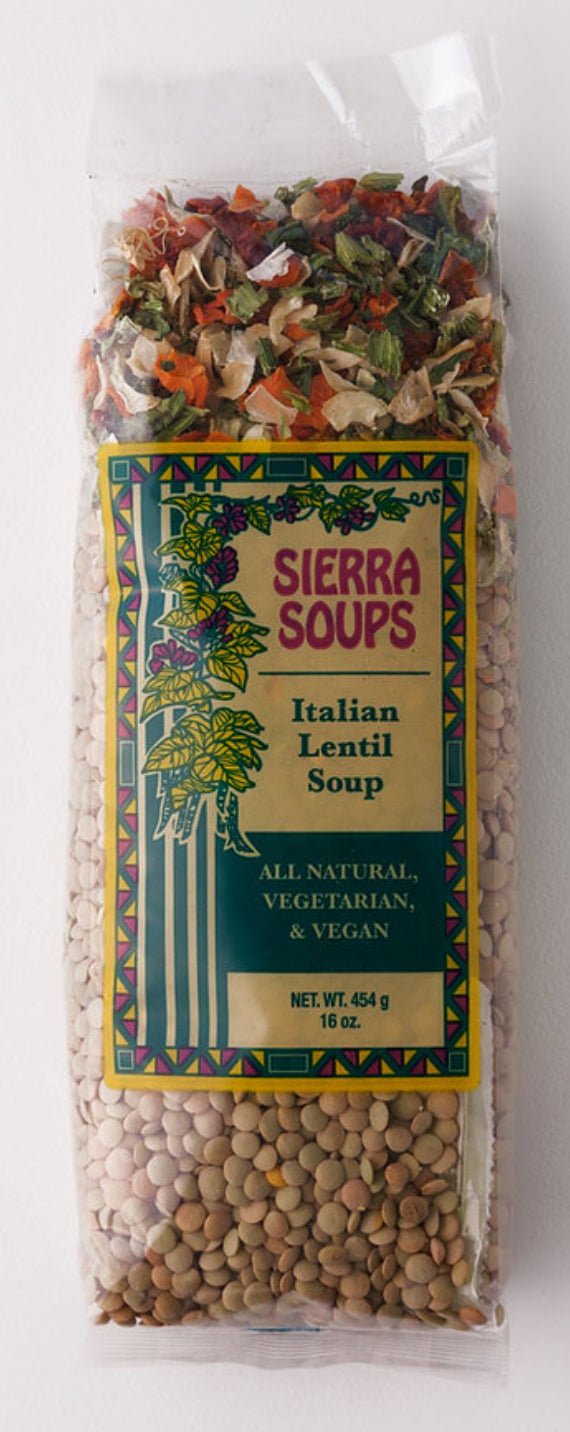 SIERRA
SOUPS
Italian
Lentil
Soup
ALL NATURAL,
VEGETARIAN,
& VEGAN
NET. WT. 454 g
16 oz.